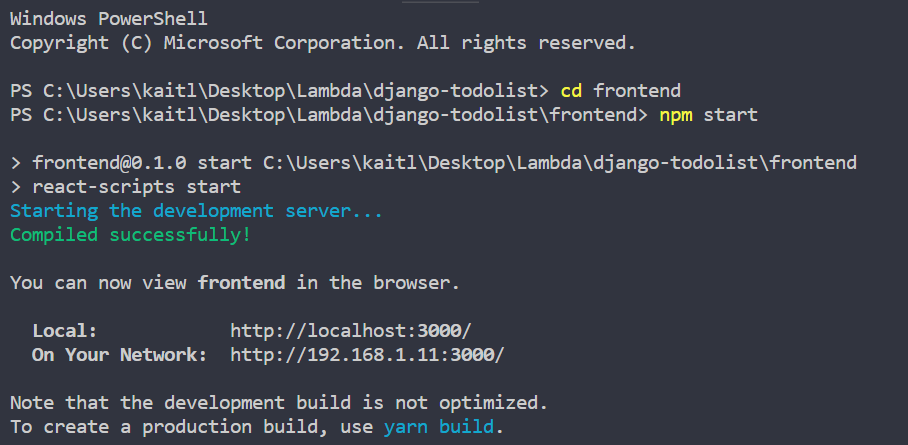 Windows PowerShell
Copyright (C) Microsoft Corporation. All rights reserved.
PS C:\Users\kaitl\Desktop\Lambda\django-todolist> cd frontend
PS C:\Users\kaitl\Desktop\Lambda\django-todolist\frontend> npm start
> frontend@0.1.0 start C:\Users\kaitl\Desktop\Lambda\django-todolist\frontend
> react-scripts start
Starting the development server...
Compiled successfully!
You can now view frontend in the browser.
Local: http://localhost:3000/
On Your Network: http://192.168.1.11:3000/
Note that the development build is not optimized.
To create a production build, use yarn build.